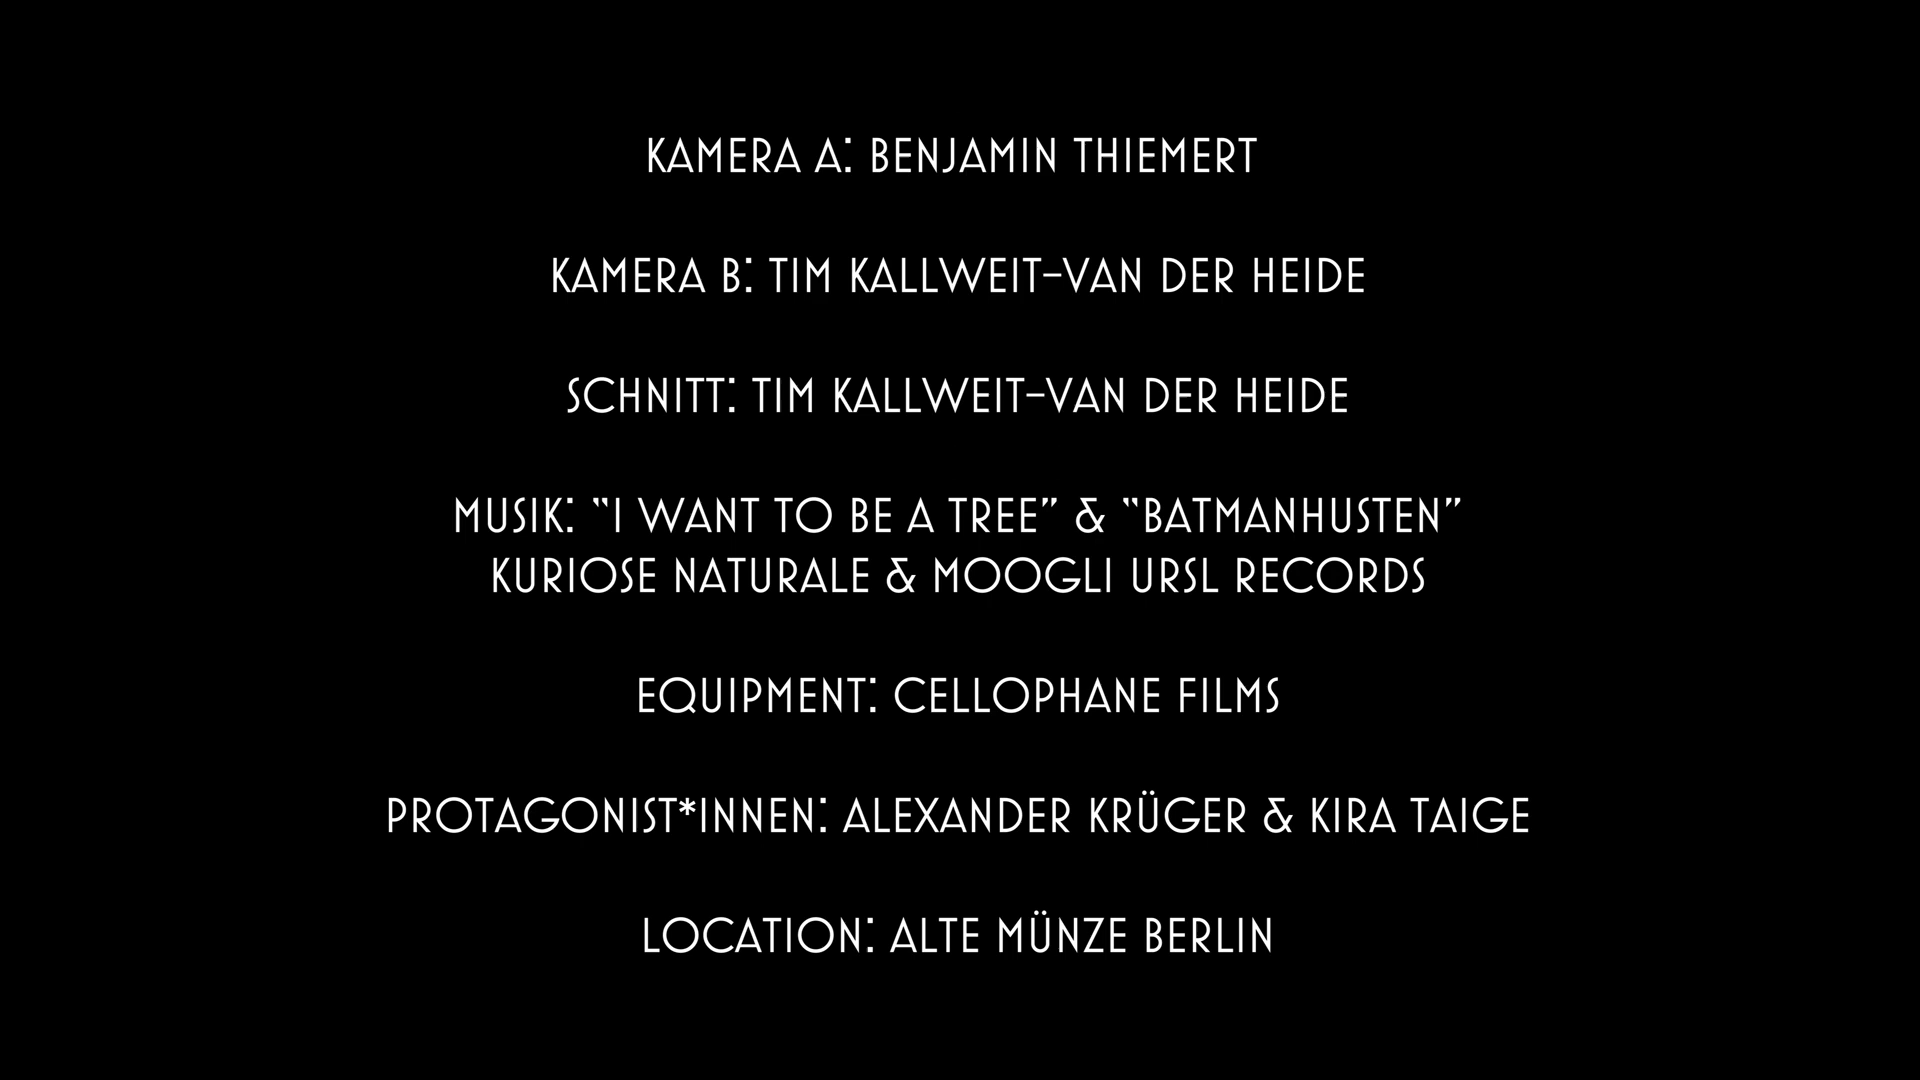 KAMERA A: BENJAMIN THIEMERT
KAMERA B: TIM KALLWEIT-VAN DER HEIDE
SCHNITT: TIM KALLWEIT-VAN DER HEIDE
MUSIK: “I WANT TO BE A TREE” & “BATMANHUSTEN”
KURIOSE NATURALE & MOOGLI URSL RECORDS
EQUIPMENT: CELLOPHANE FILMS
PROTAGONIST*INNEN: ALEXANDER KRÜGER & KIRA TAIGE
LOCATION: ALTE MÜNZE BERLIN